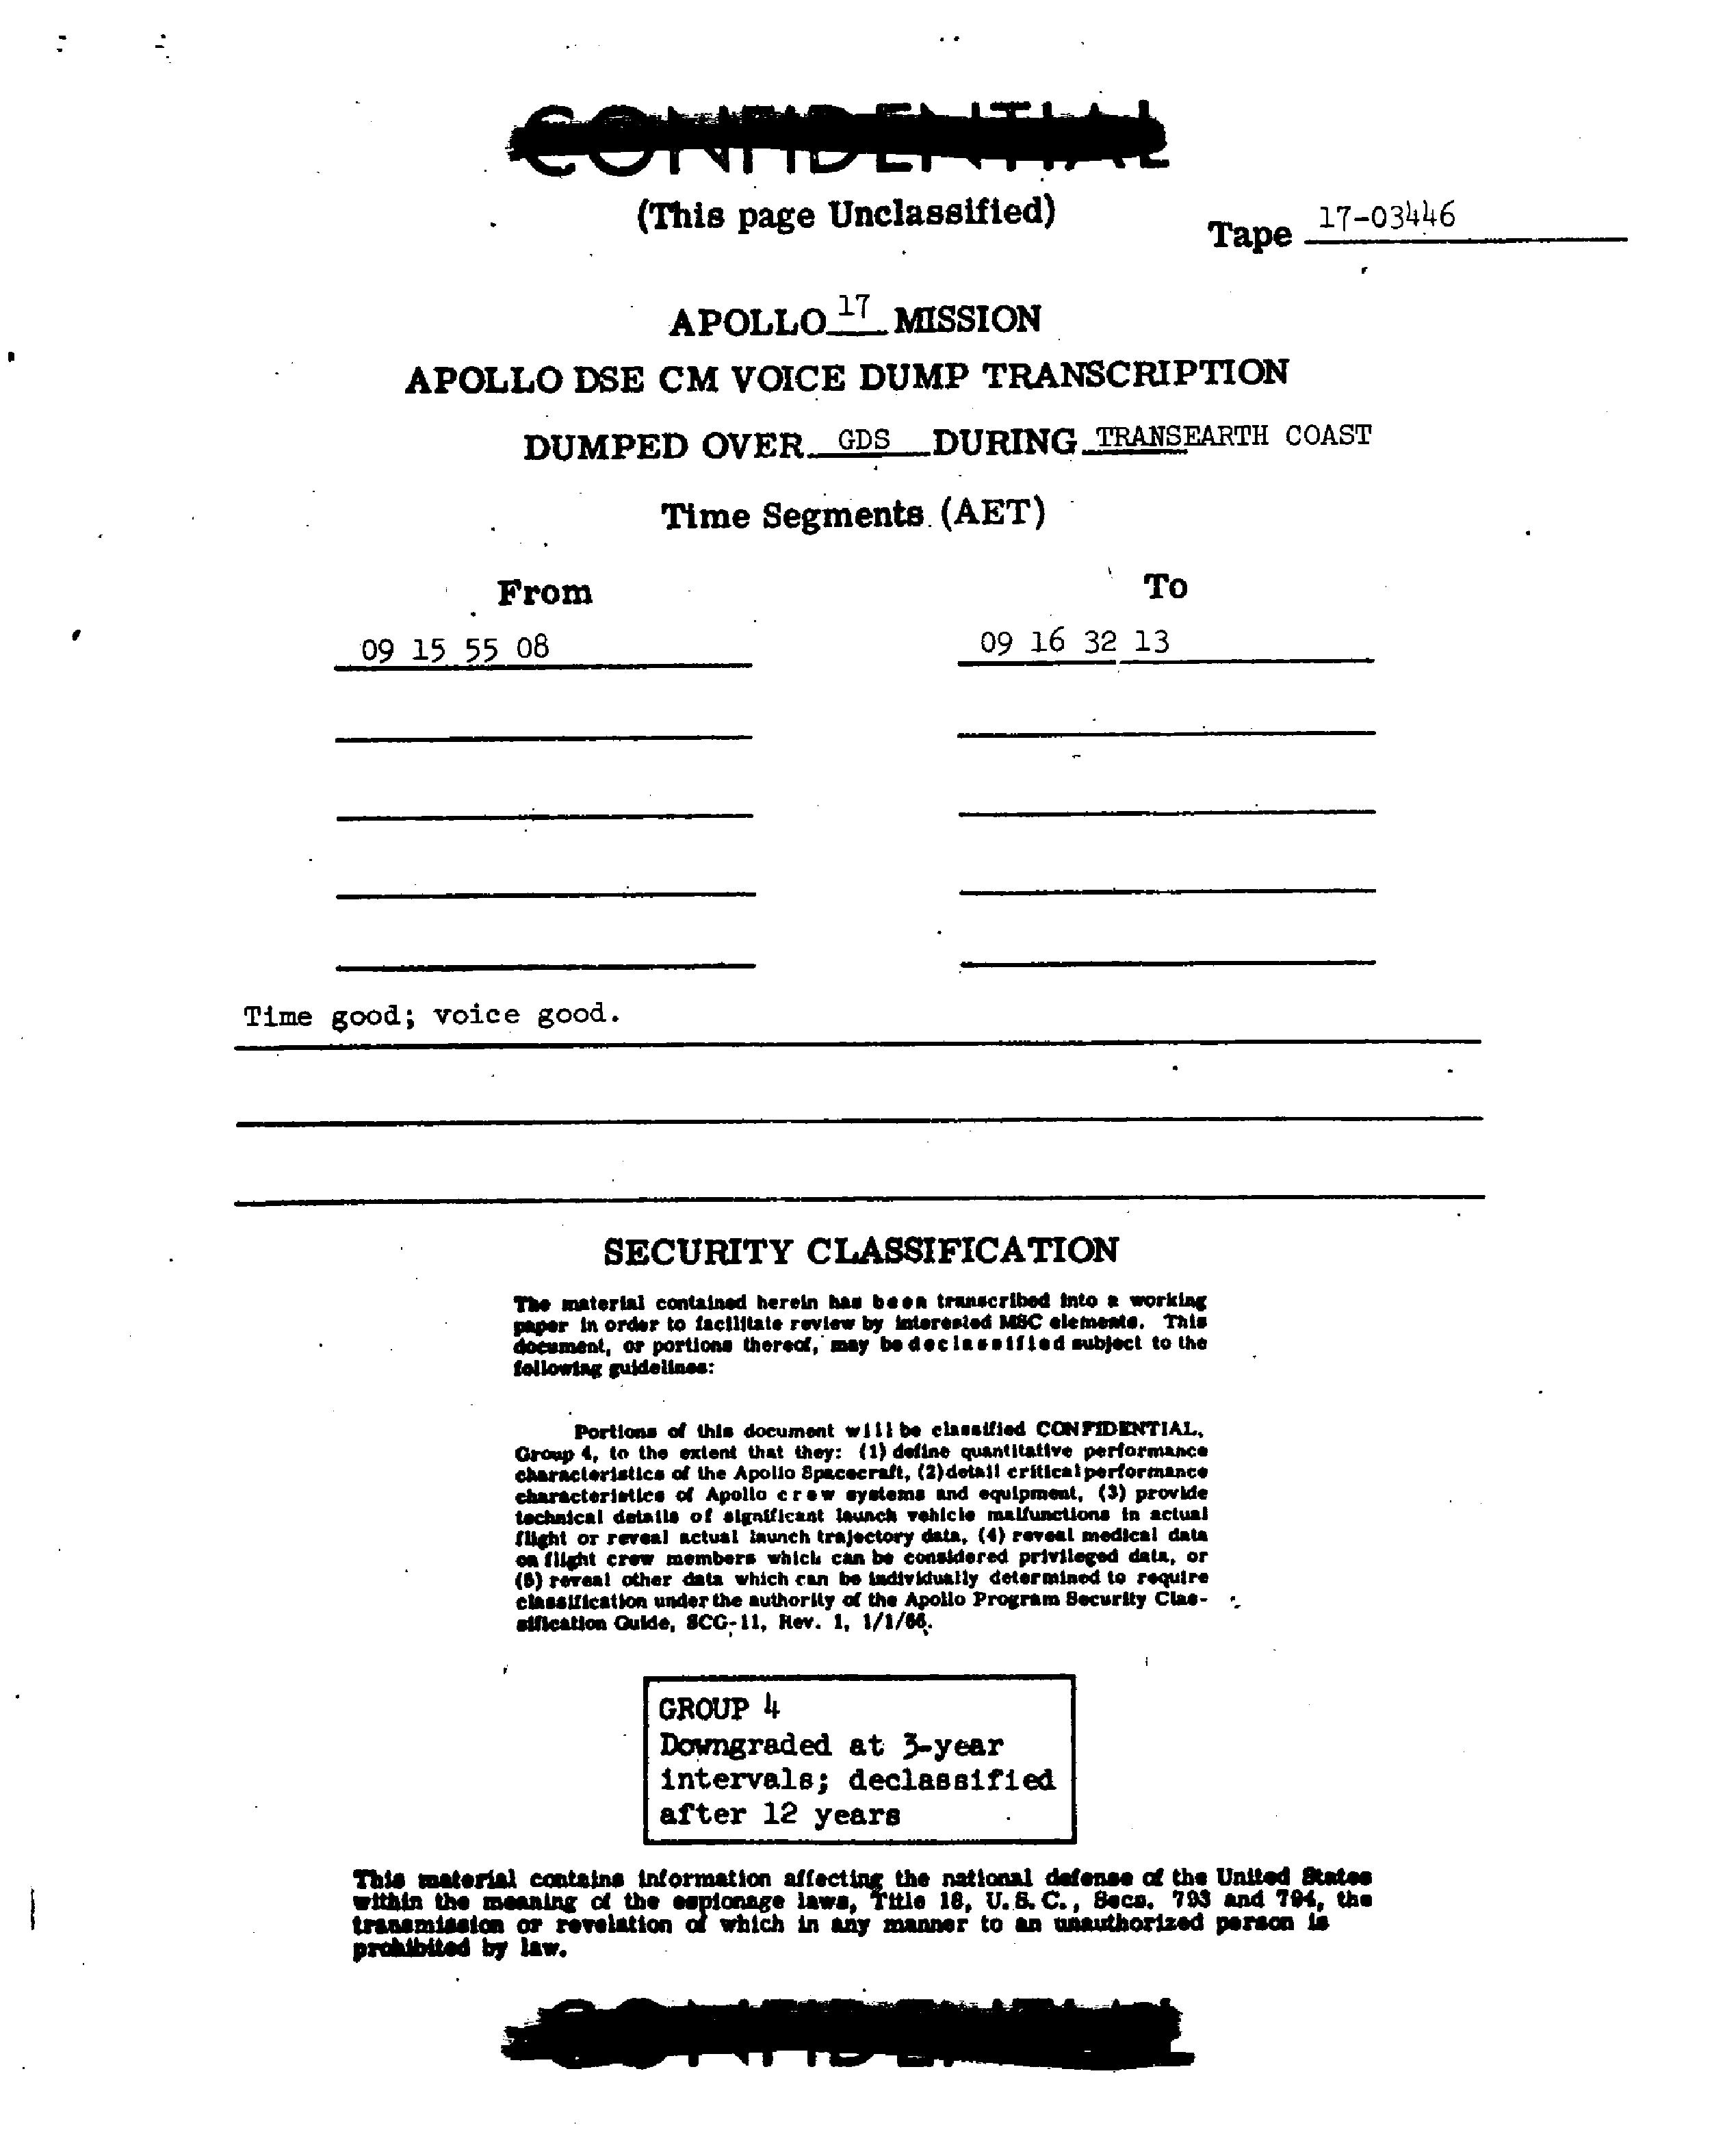 CONFIDENTIAL
(This page Unclassified)
Tape 17-03446
APOLLO 17 MISSION
APOLLO DSE CM VOICE DUMP TRANSCRIPTION
DUMPED OVER GDS DURING TRANSEARTH COAST
Time Segments (AET)
From To
09 15 55 08 09 16 32 13
Time good; voice good.
SECURITY CLASSIFICATION
The material contained herein has been transcribed into a working
paper in order to facilitate review by interested MSC elements. This
document, or portions thereof, may be declassified subject to the
following guidelines:
Portions of this document will be classified CONFIDENTIAL,
Group 4, to the extent that they: (1) define quantitative performance
characteristics of the Apollo Spacecraft, (2) detail critical performance
characteristics of Apollo crew systems and equipment, (3) provide
technical details of significant launch vehicle malfunctions in actual
flight or reveal actual launch trajectory data, (4) reveal medical data
on flight crew members which can be considered privileged data, or
(5) reveal other data which can be individually determined to require
classification under the authority of the Apollo Program Security Clas-
sification Guide, SCG-11, Rev. 1, 1/1/66.
GROUP 4
Downgraded at 3-year
intervals; declassified
after 12 years
This material contains information affecting the national defense of the United States
within the meaning of the espionage laws, Title 18, U.S.C., Secs. 793 and 794, the
transmission or revelation of which in any manner to an unauthorized person is
prohibited by law.
CONFIDENTIAL